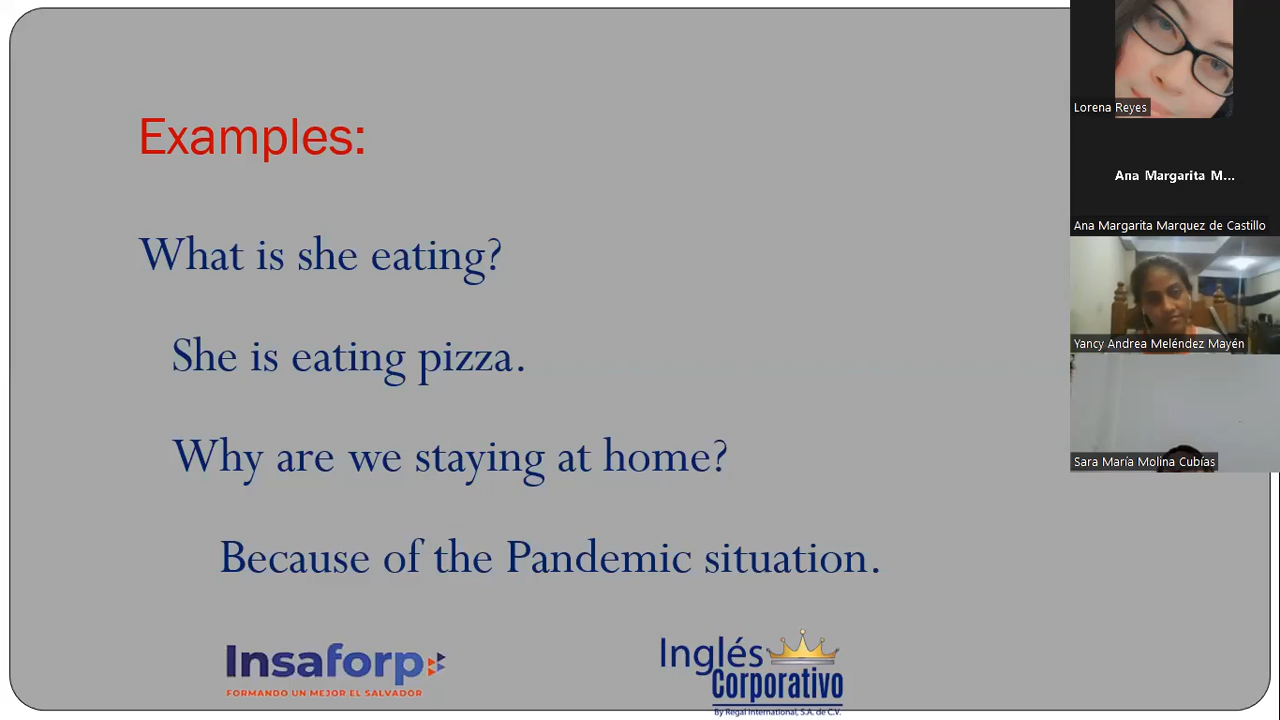 Examples:
What is she eating?
She is eating pizza.
Why are we staying at home?
Because of the Pandemic situation.
Insaforp
FORMANDO UN MEJOR EL SALVADOR
Inglés
Corporativo
By Regal International, S.A. de C.V.
Lorena Reyes
Ana Margarita M...
Ana Margarita Marquez de Castillo
Yancy Andrea Meléndez Mayén
Sara María Molina Cubías